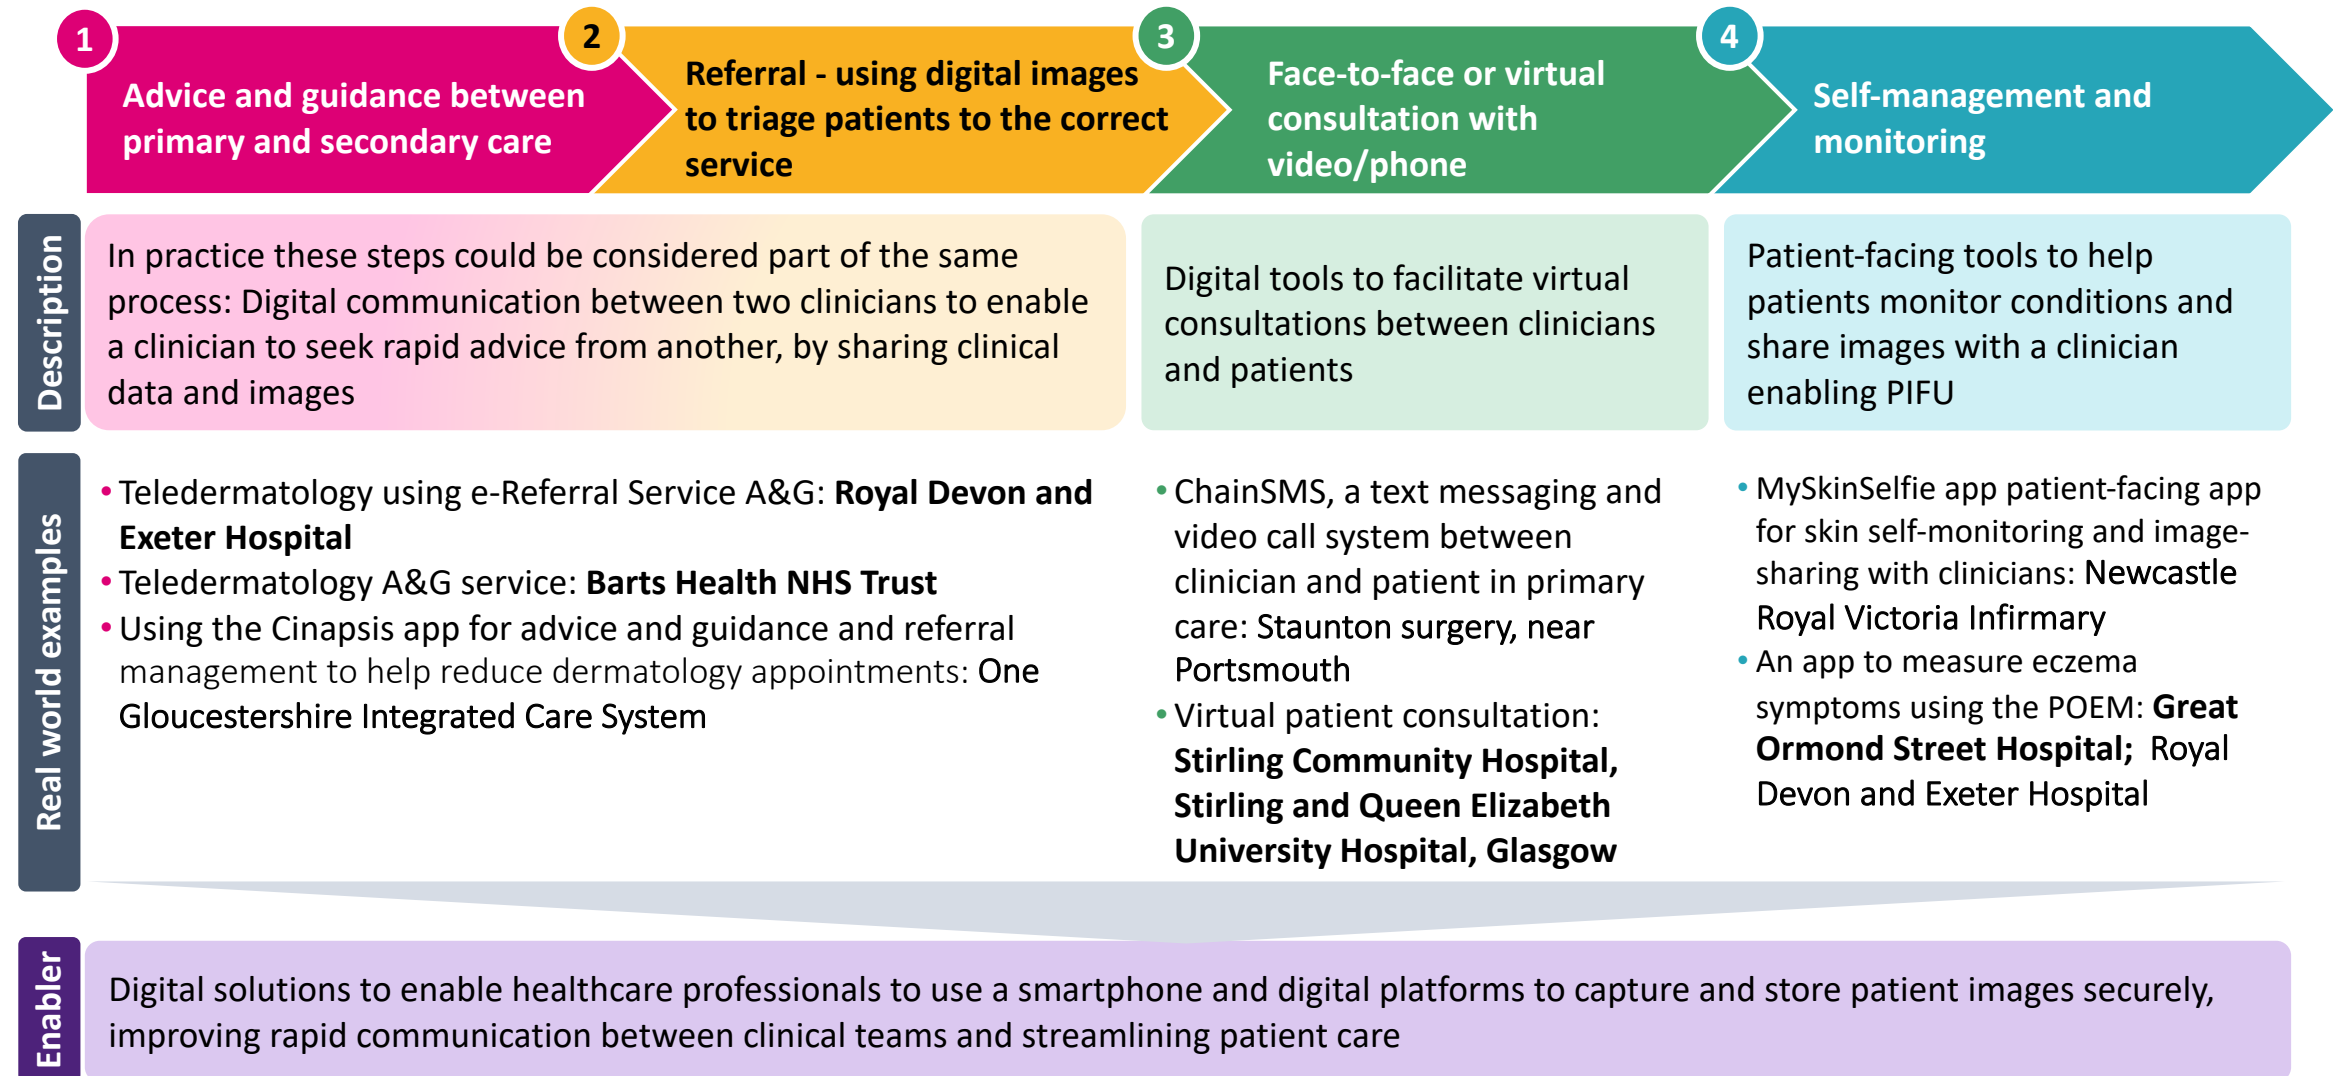 1
Advice and guidance between
primary and secondary care
2
Referral - using digital images
to triage patients to the correct
service
3
Face-to-face or virtual
consultation with
video/phone
4
Self-management and
monitoring
Description
In practice these steps could be considered part of the same
process: Digital communication between two clinicians to enable
a clinician to seek rapid advice from another, by sharing clinical
data and images
Digital tools to facilitate virtual
consultations between clinicians
and patients
Patient-facing tools to help
patients monitor conditions and
share images with a clinician
enabling PIFU
Real world examples
• Teledermatology using e-Referral Service A&G: Royal Devon and
Exeter Hospital
• Teledermatology A&G service: Barts Health NHS Trust
• Using the Cinapsis app for advice and guidance and referral
management to help reduce dermatology appointments: One
Gloucestershire Integrated Care System
• ChainSMS, a text messaging and
video call system between
clinician and patient in primary
care: Staunton surgery, near
Portsmouth
• Virtual patient consultation:
Stirling Community Hospital,
Stirling and Queen Elizabeth
University Hospital, Glasgow
• MySkinSelfie app patient-facing app
for skin self-monitoring and image-
sharing with clinicians: Newcastle
Royal Victoria Infirmary
• An app to measure eczema
symptoms using the POEM: Great
Ormond Street Hospital; Royal
Devon and Exeter Hospital
Enabler
Digital solutions to enable healthcare professionals to use a smartphone and digital platforms to capture and store patient images securely,
improving rapid communication between clinical teams and streamlining patient care